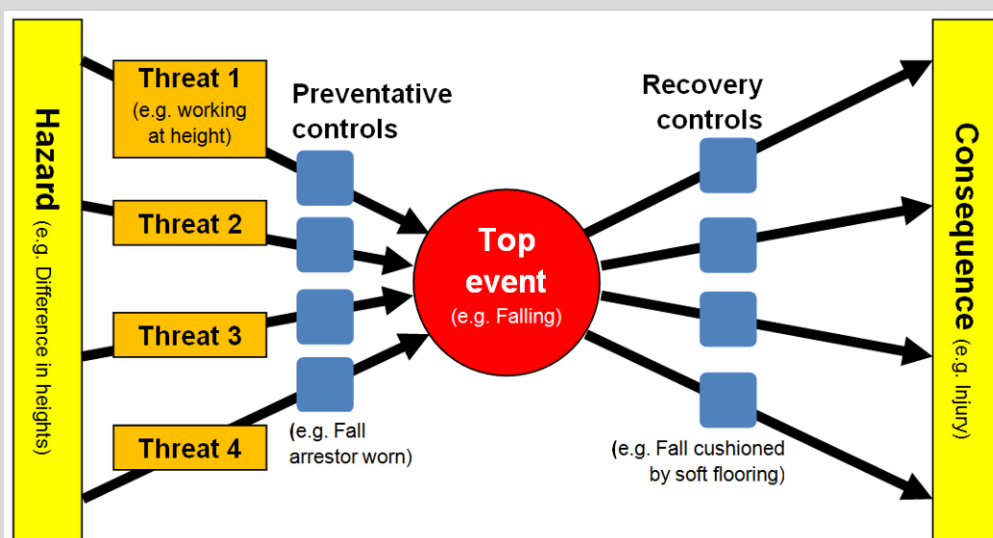 Hazard (e.g. Difference in heights)
Threat 1
(e.g. working
at height)
Threat 2
Threat 3
Threat 4
Preventative
controls
(e.g. Fall
arrestor worn)
Top
event
(e.g. Falling)
Recovery
controls
(e.g. Fall cushioned
by soft flooring)
Consequence (e.g. Injury)